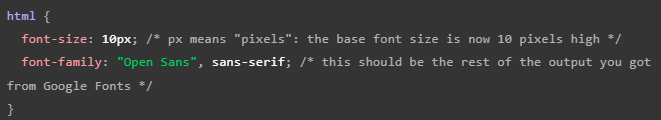 html {
  font-size: 10px; /* px means "pixels": the base font size is now 10 pixels high */
  font-family: "Open Sans", sans-serif; /* this should be the rest of the output you got
from Google Fonts */
}